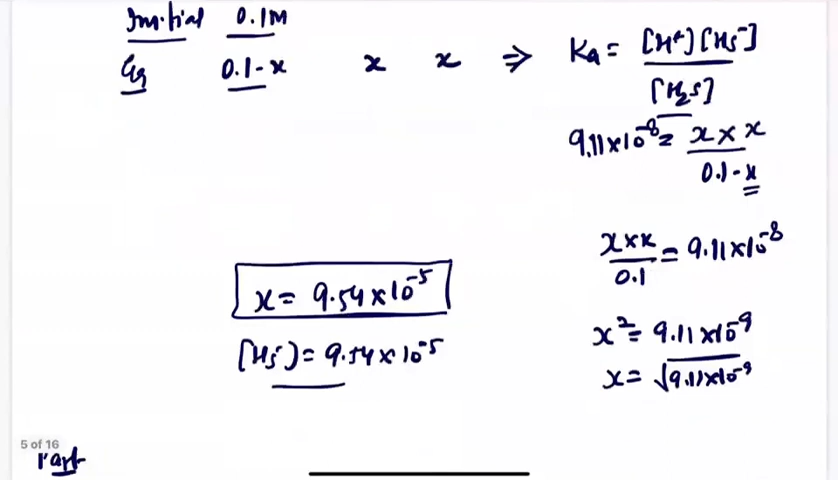 Initial 0.1M
Eq 0.1-x x x ⇒ Ka = [H⁺][HS⁻]
[H₂S]
9.11×10⁻⁸ = x × x
0.1-x
x × x = 9.11×10⁻⁸
0.1
x = 9.54×10⁻⁵
x² = 9.11×10⁻⁹
[HS⁻) = 9.54×10⁻⁵
x = √9.11×10⁻⁹
5 of 16
Part